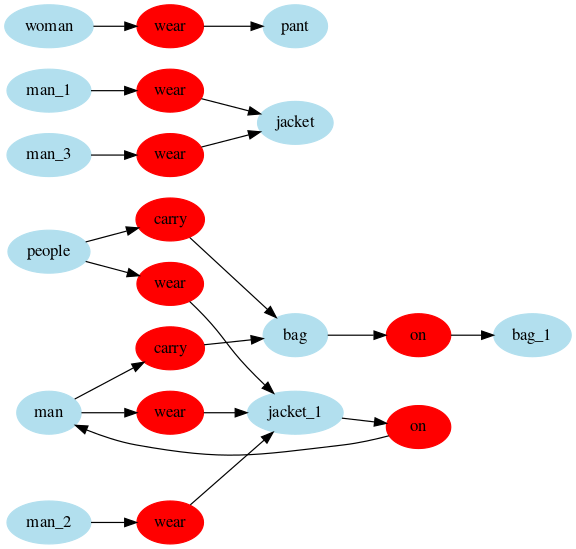 woman wear pant
man_1 wear
jacket
man_3 wear
carry
people
wear
carry bag on bag_1
man wear jacket_1 on
man_2 wear